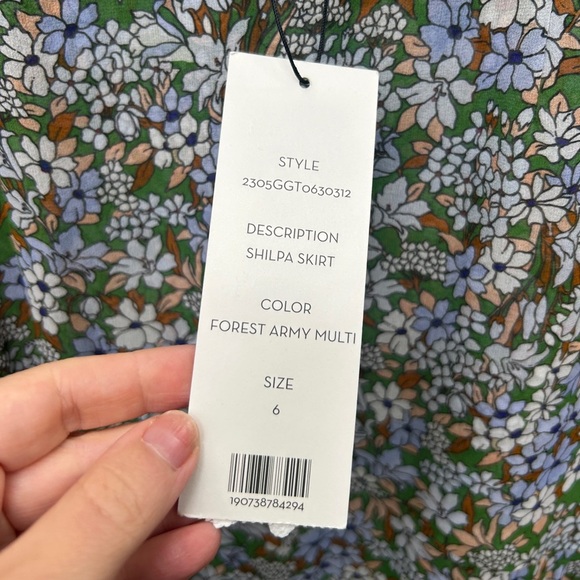 STYLE
2305GGT0630312
DESCRIPTION
SHILPA SKIRT
COLOR
FOREST ARMY MULTI
SIZE
6
190738784294